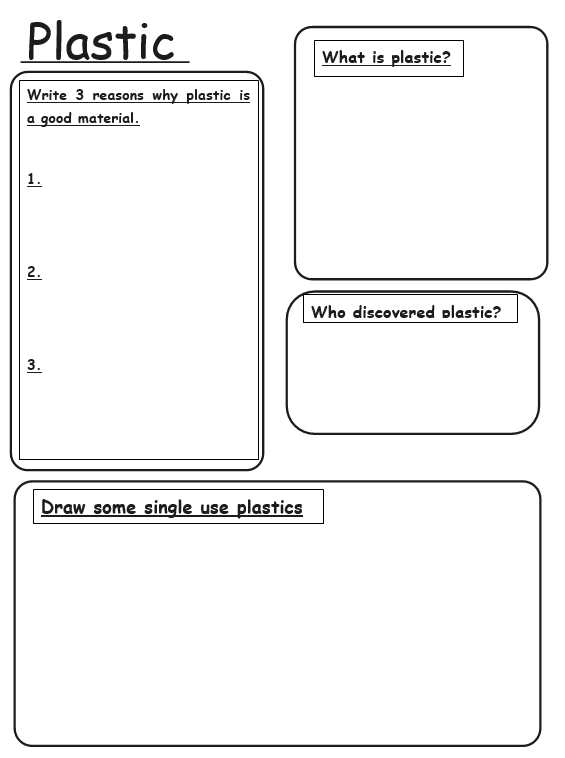 Plastic
Write 3 reasons why plastic is
a good material.
1.
2.
3.
What is plastic?
Who discovered plastic?
Draw some single use plastics